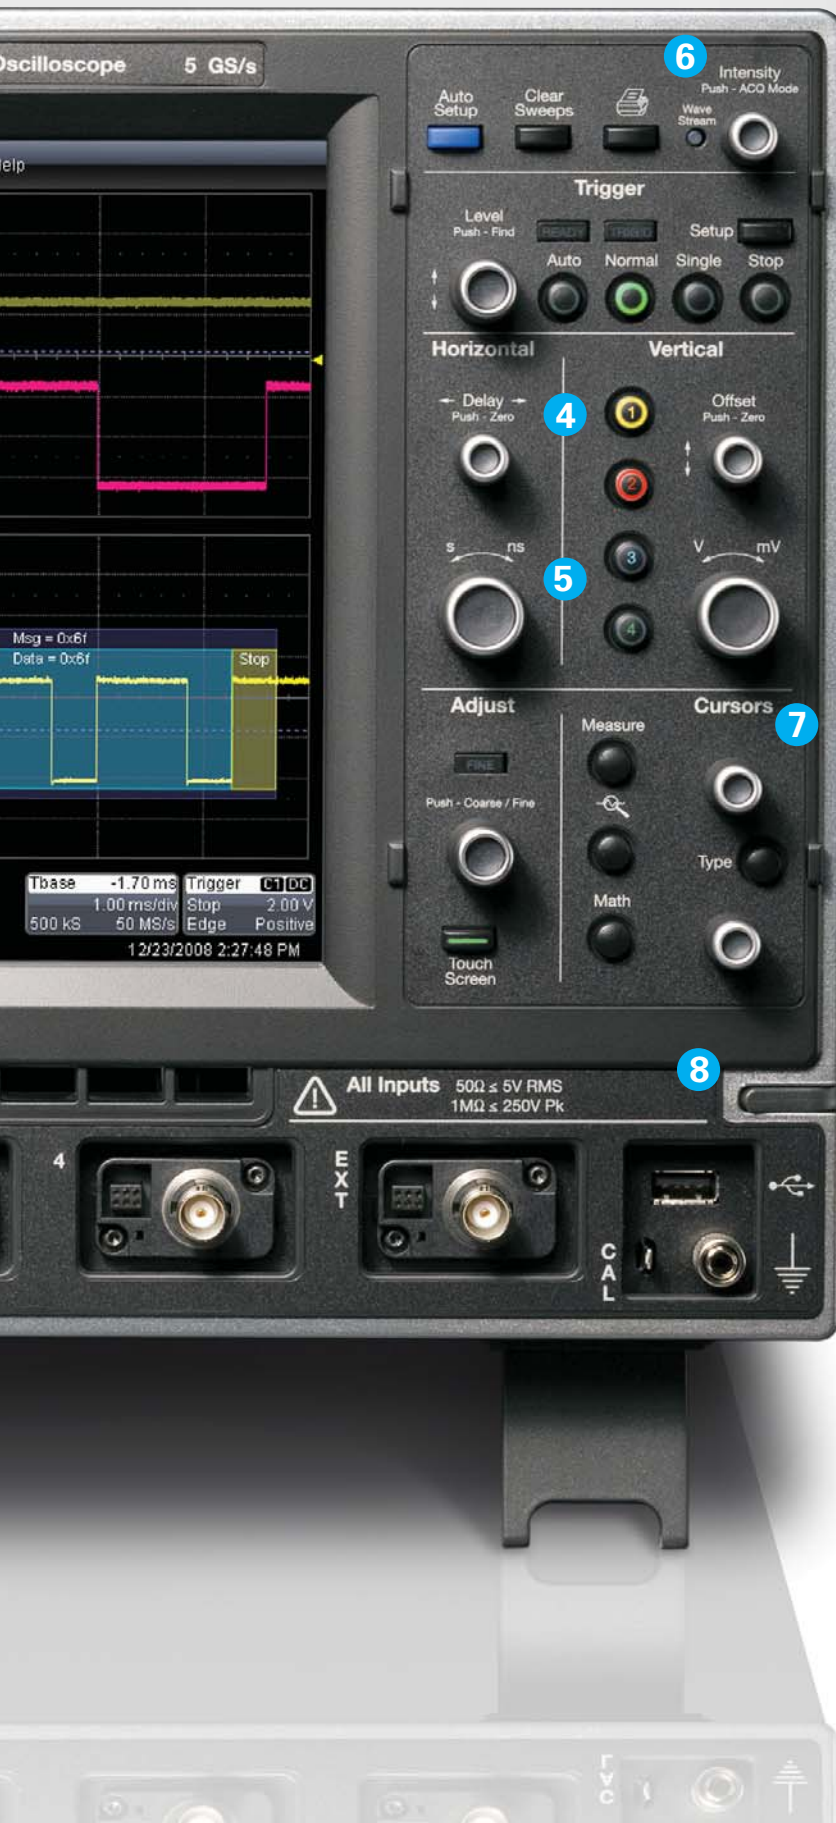 Oscilloscope 5 GS/s
6
Intensity
Push - ACQ Mode
Auto
Setup
Clear
Sweeps
Wave
Stream
Help
Trigger
Level
Push - Find
READY
TRIG'D
Setup
Auto
Normal
Single
Stop
Horizontal
Vertical
Delay
Push - Zero
4
1
Offset
Push - Zero
2
s
ns
5
3
V
mV
4
Msg = 0x6f
Data = 0x6f
Stop
Adjust
Cursors
7
Measure
FINE
Push - Coarse / Fine
Type
Math
Tbase -1.70 ms
1.00 ms/div
500 kS 50 MS/s
Trigger C1 DC
Stop 2.00 V
Edge Positive
12/23/2008 2:27:48 PM
Touch
Screen
8
All Inputs 50Ω ≤ 5V RMS
1MΩ ≤ 250V Pk
4
EXT
CAL